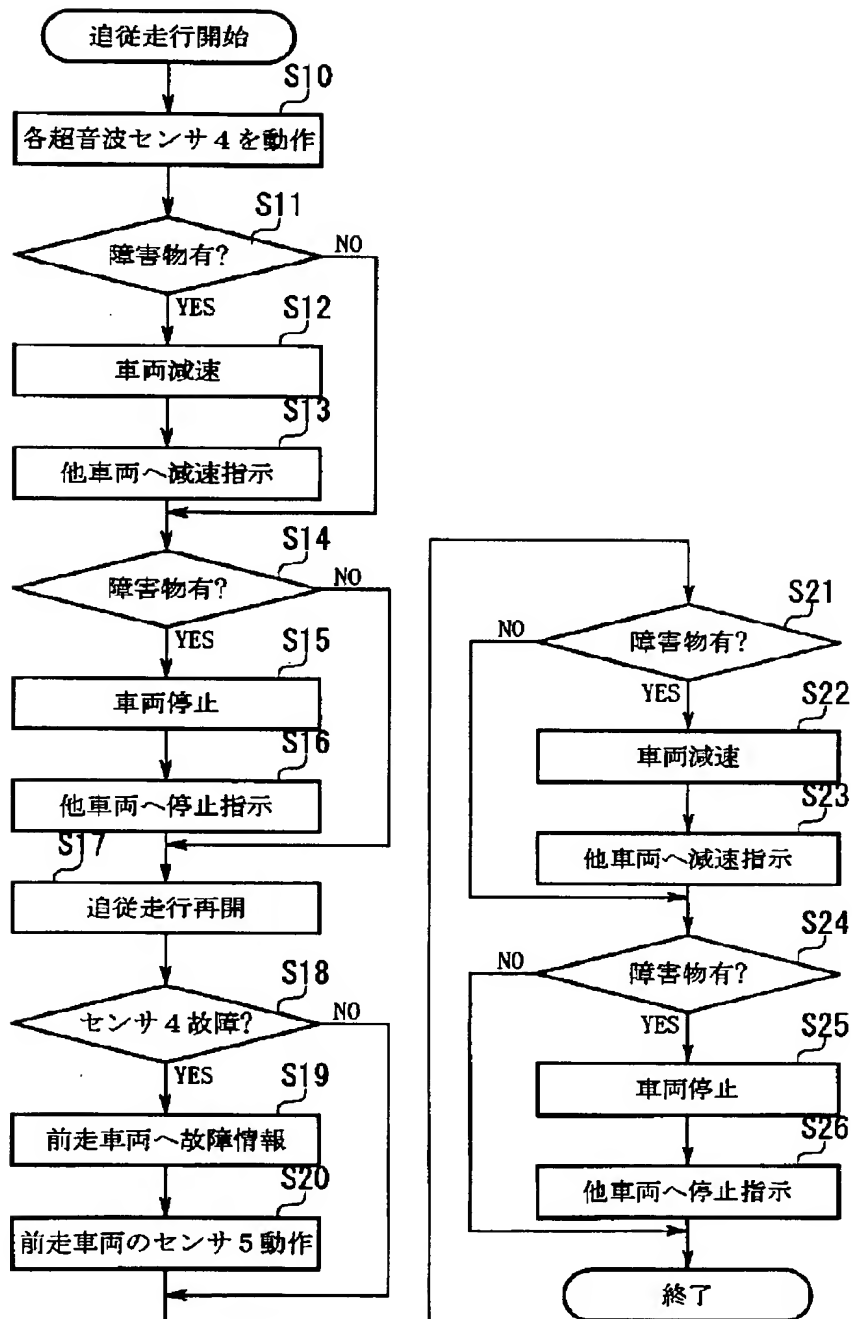 追従走行開始
S10
各超音波センサ4を動作
S11
障害物有?
NO
YES
S12
車両減速
S13
他車両へ減速指示
S14
障害物有?
NO
YES
S15
車両停止
S16
他車両へ停止指示
S17
追従走行再開
S18
センサ4故障?
NO
YES
S19
前走車両へ故障情報
S20
前走車両のセンサ5動作
S21
NO
障害物有?
YES
S22
車両減速
S23
他車両へ減速指示
S24
NO
障害物有?
YES
S25
車両停止
S26
他車両へ停止指示
終了